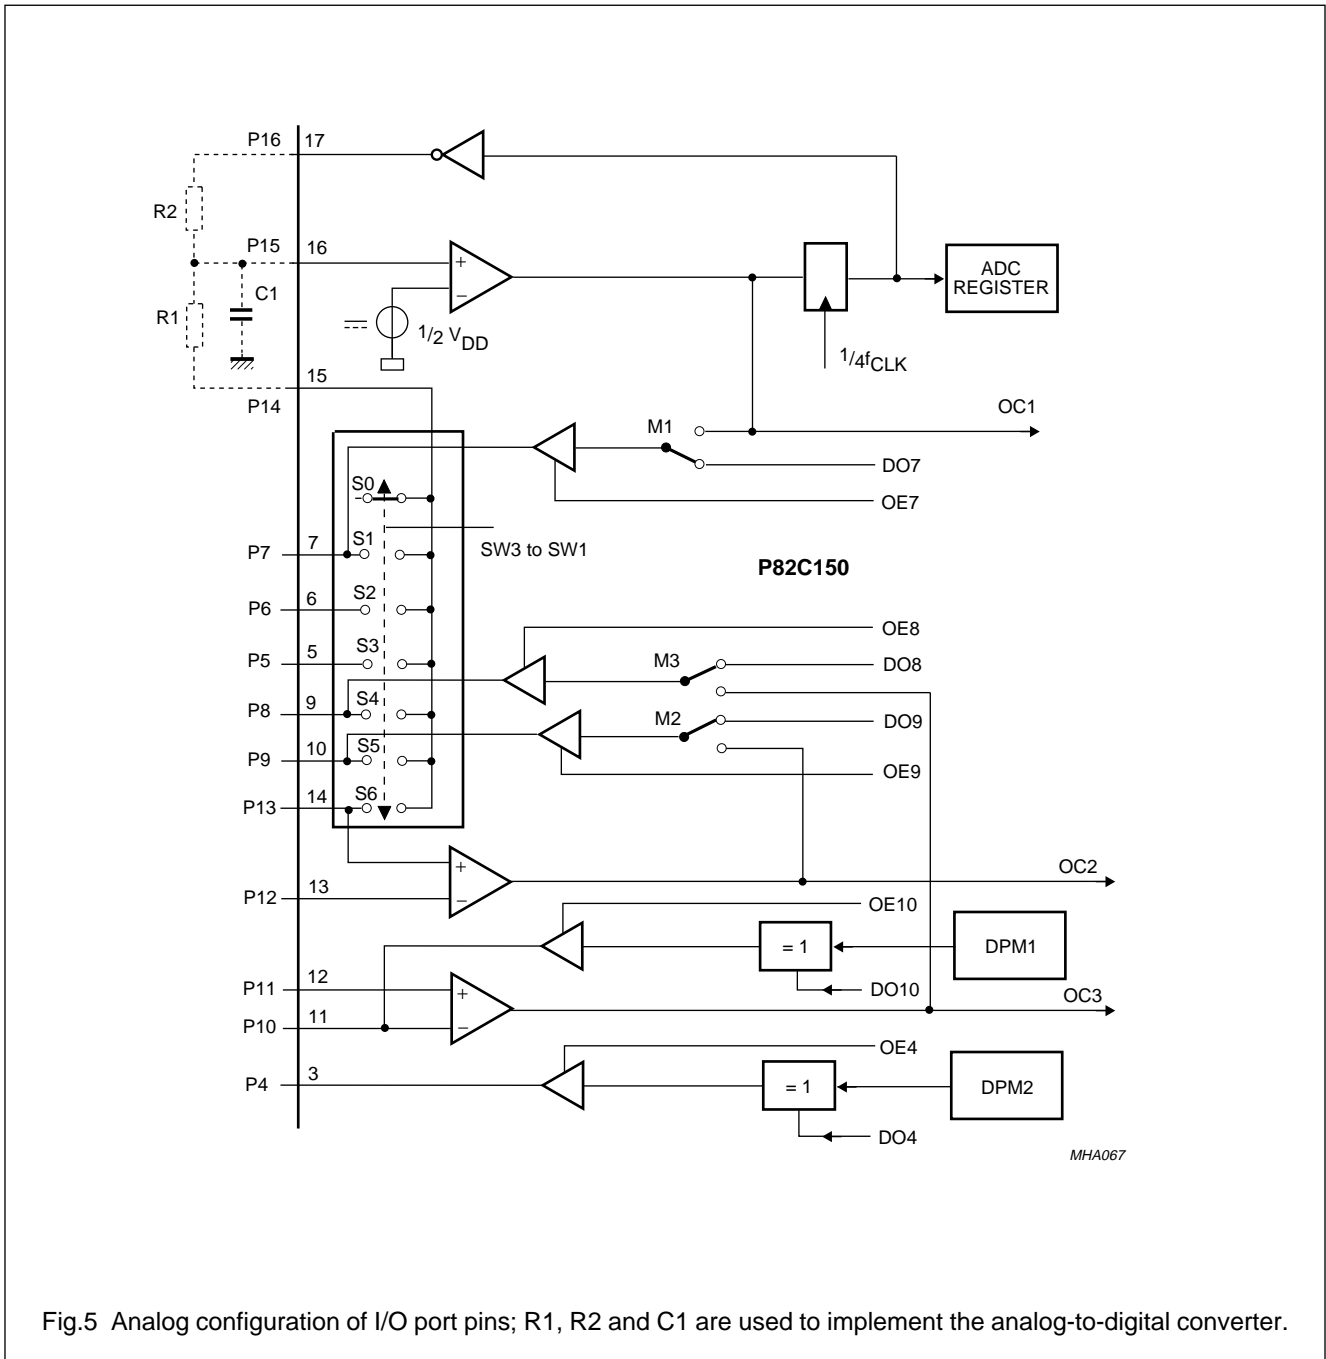 P16 17
R2
P15 16
+
−
ADC
REGISTER
C1
R1
1/2 VDD
1/4fCLK
15
P14
OC1
M1
DO7
S0
OE7
P7 7 S1
SW3 to SW1
P82C150
P6 6 S2
OE8
P5 5 S3
M3 DO8
P8 9 S4
M2 DO9
P9 10 S5
OE9
P13 14 S6
+
−
OC2
P12 13
OE10
= 1
DPM1
P11 12
DO10
+
−
OC3
P10 11
OE4
P4 3
= 1
DPM2
DO4
MHA067
Fig.5 Analog configuration of I/O port pins; R1, R2 and C1 are used to implement the analog-to-digital converter.